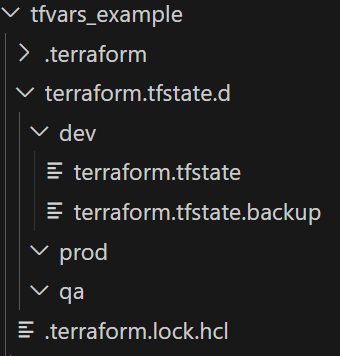 tfvars_example
.terraform
terraform.tfstate.d
dev
terraform.tfstate
terraform.tfstate.backup
prod
qa
.terraform.lock.hcl